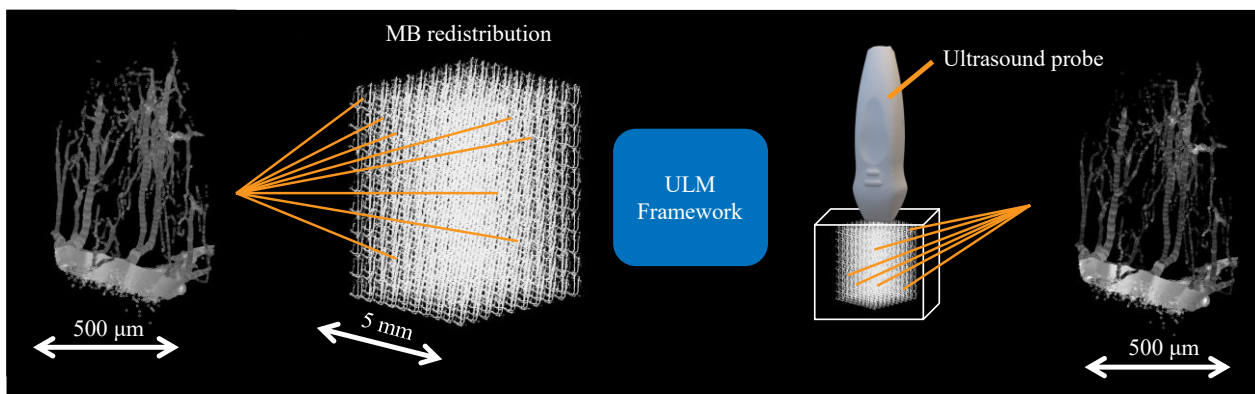 MB redistribution
Ultrasound probe
ULM
Framework
500 μm
5 mm
500 μm